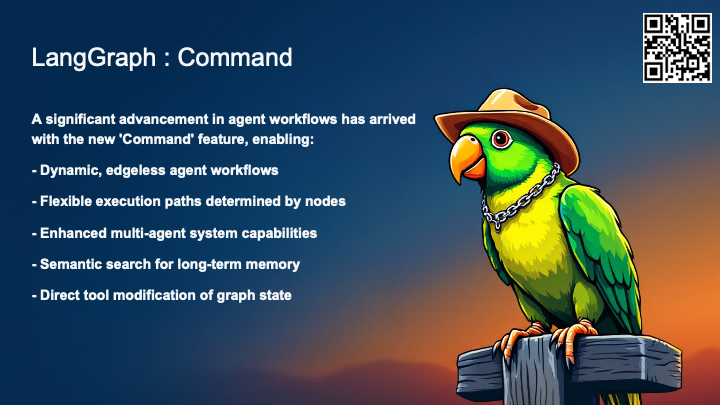 LangGraph : Command
A significant advancement in agent workflows has arrived
with the new 'Command' feature, enabling:
- Dynamic, edgeless agent workflows
- Flexible execution paths determined by nodes
- Enhanced multi-agent system capabilities
- Semantic search for long-term memory
- Direct tool modification of graph state